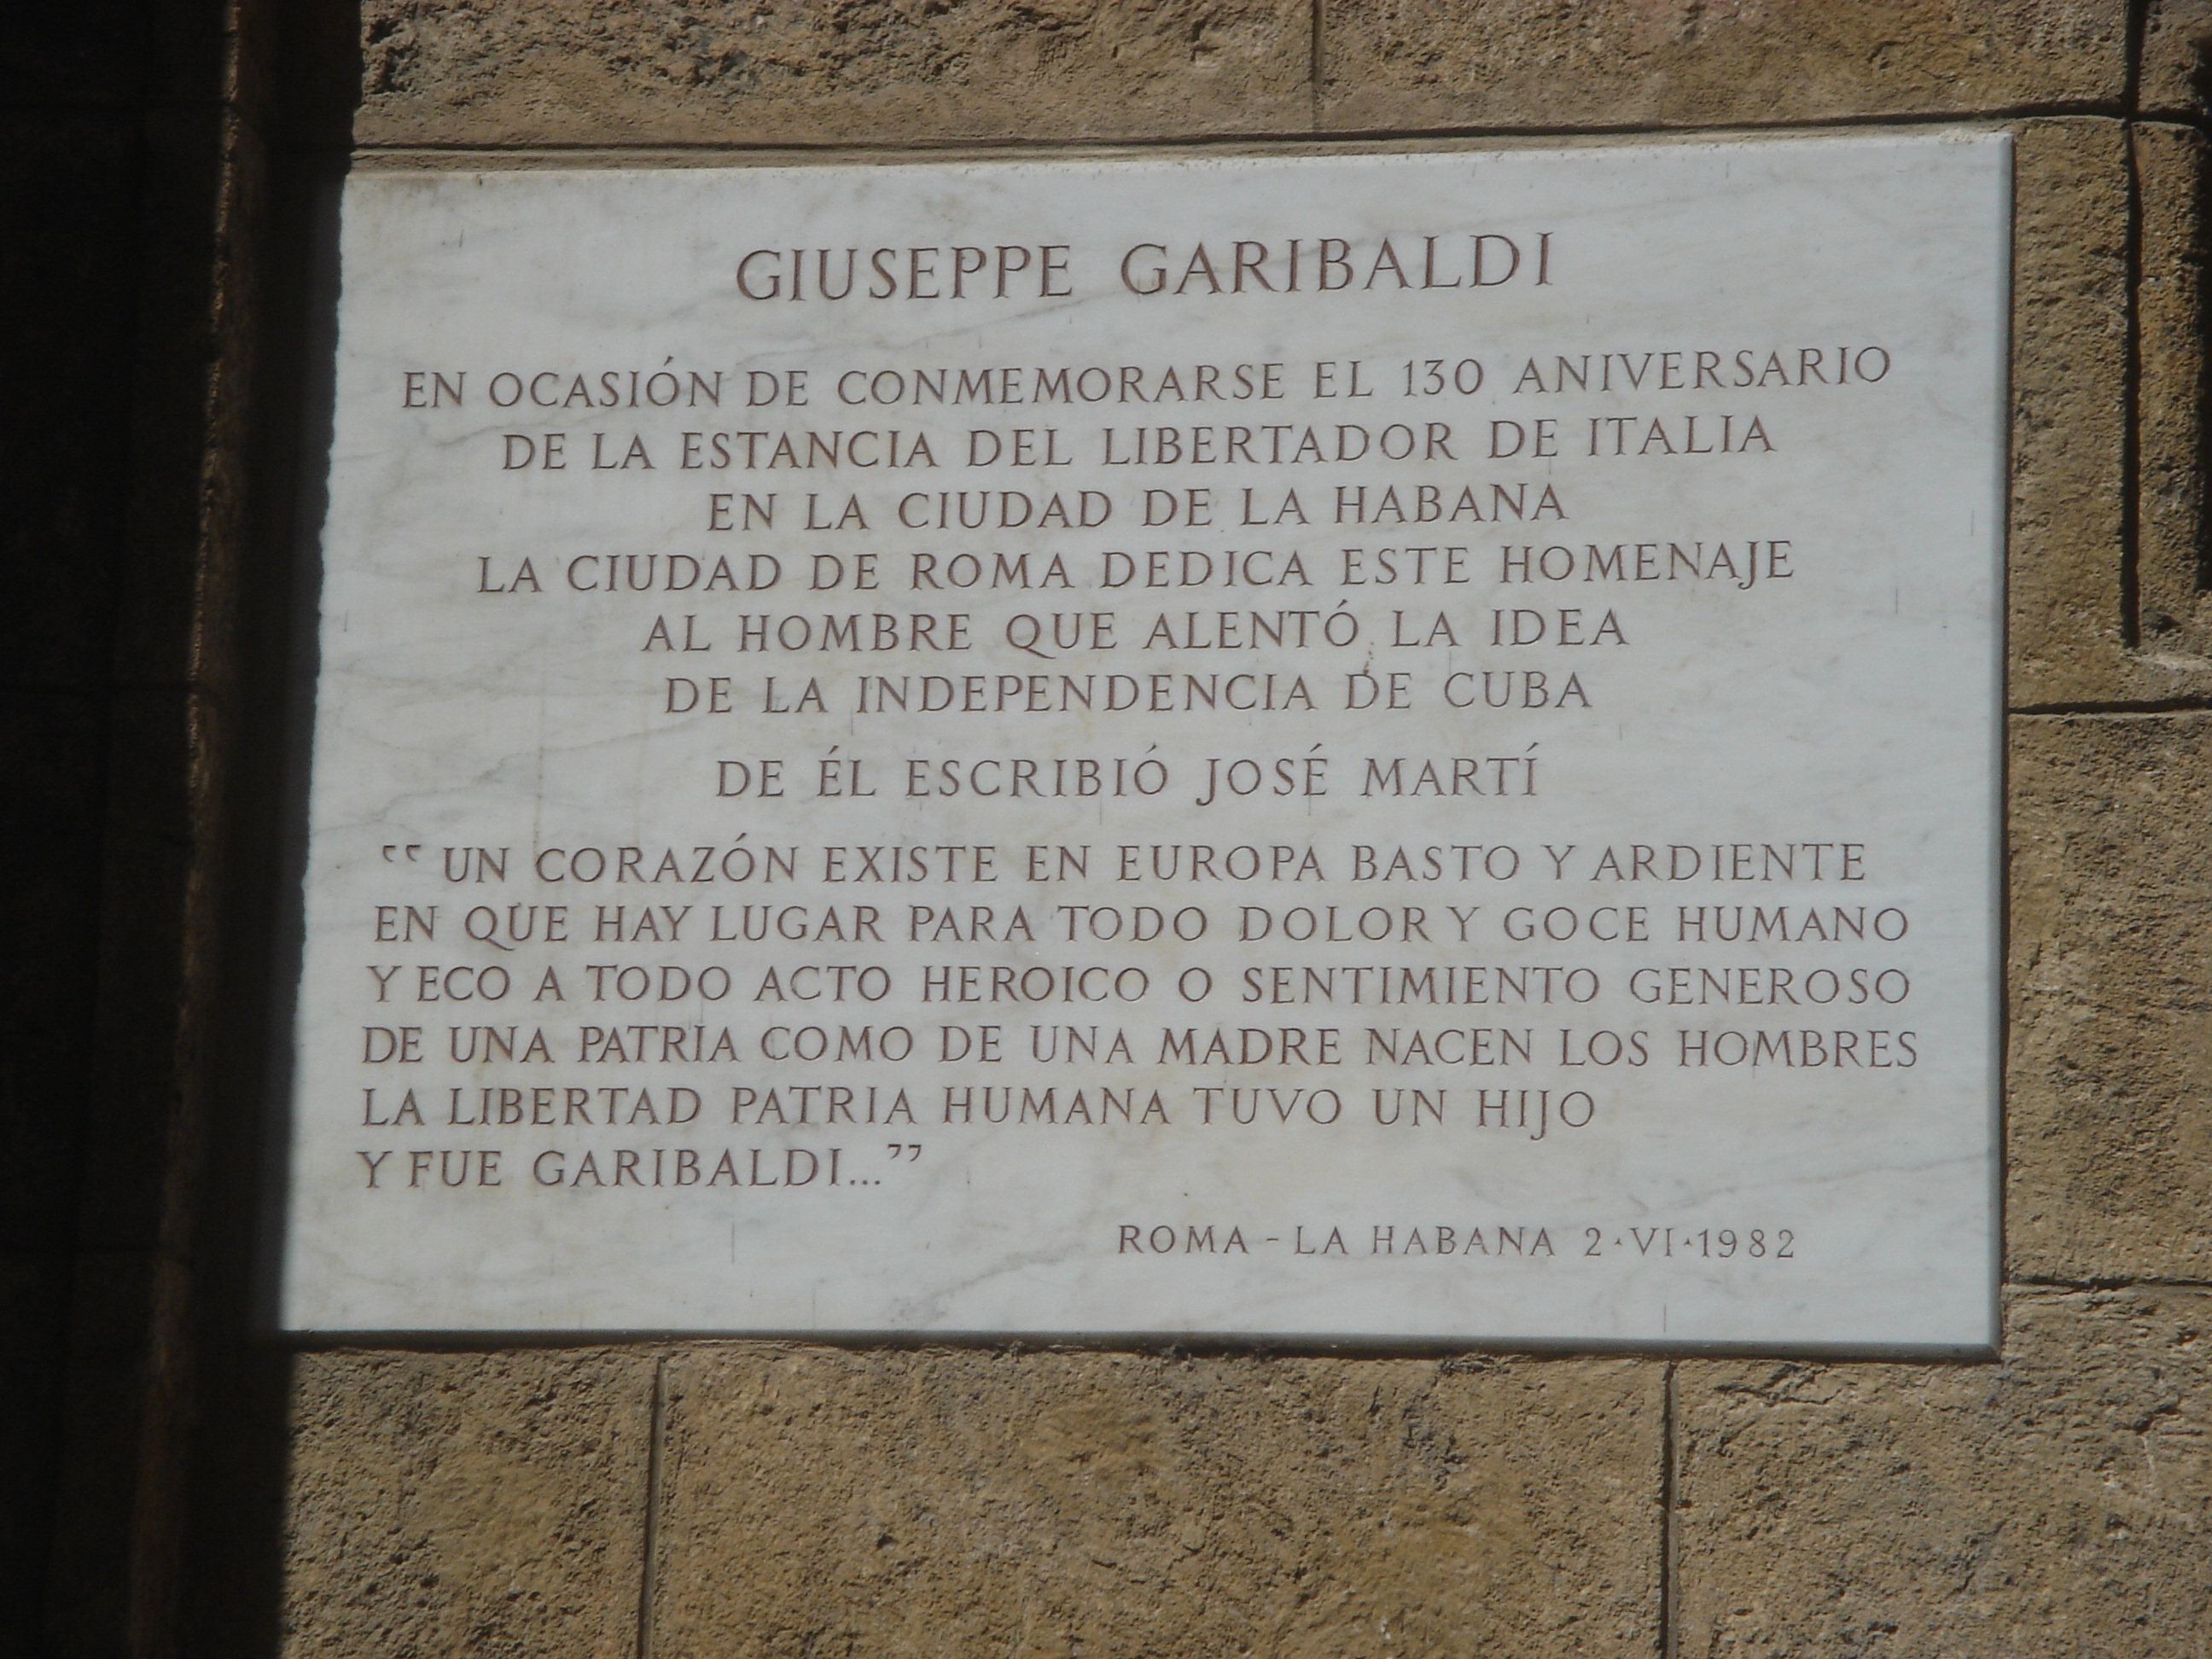 GIUSEPPE GARIBALDI
EN OCASIÓN DE CONMEMORARSE EL 130 ANIVERSARIO
DE LA ESTANCIA DEL LIBERTADOR DE ITALIA
EN LA CIUDAD DE LA HABANA
LA CIUDAD DE ROMA DEDICA ESTE HOMENAJE
AL HOMBRE QUE ALENTÓ LA IDEA
DE LA INDEPENDENCIA DE CUBA
DE ÉL ESCRIBIÓ JOSÉ MARTÍ
“ UN CORAZÓN EXISTE EN EUROPA BASTO Y ARDIENTE
EN QUE HAY LUGAR PARA TODO DOLOR Y GOCE HUMANO
Y ECO A TODO ACTO HEROICO O SENTIMIENTO GENEROSO
DE UNA PATRIA COMO DE UNA MADRE NACEN LOS HOMBRES
LA LIBERTAD PATRIA HUMANA TUVO UN HIJO
Y FUE GARIBALDI...”
ROMA - LA HABANA 2·VI·1982